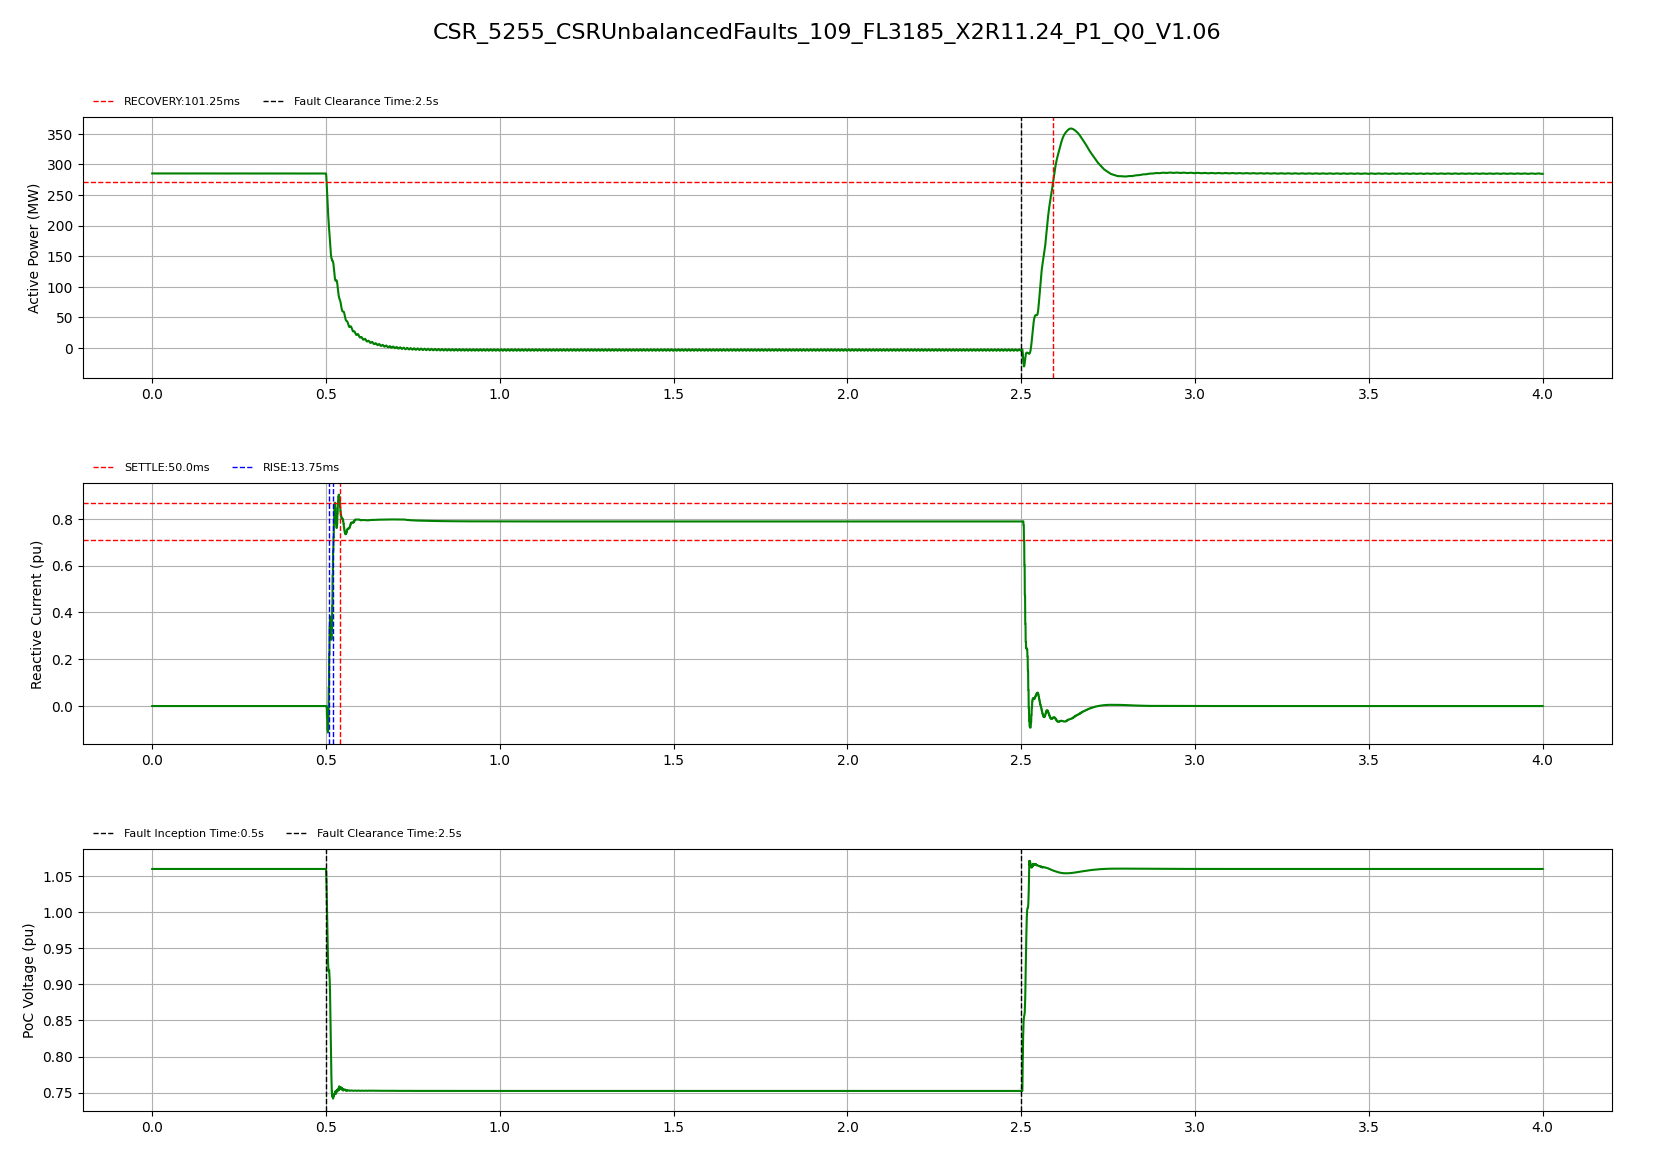 CSR_5255_CSRUnbalancedFaults_109_FL3185_X2R11.24_P1_Q0_V1.06
RECOVERY:101.25ms Fault Clearance Time:2.5s
Active Power (MW)
350
300
250
200
150
100
50
0
0.0 0.5 1.0 1.5 2.0 2.5 3.0 3.5 4.0
SETTLE:50.0ms RISE:13.75ms
Reactive Current (pu)
0.8
0.6
0.4
0.2
0.0
0.0 0.5 1.0 1.5 2.0 2.5 3.0 3.5 4.0
Fault Inception Time:0.5s Fault Clearance Time:2.5s
PoC Voltage (pu)
1.05
1.00
0.95
0.90
0.85
0.80
0.75
0.0 0.5 1.0 1.5 2.0 2.5 3.0 3.5 4.0